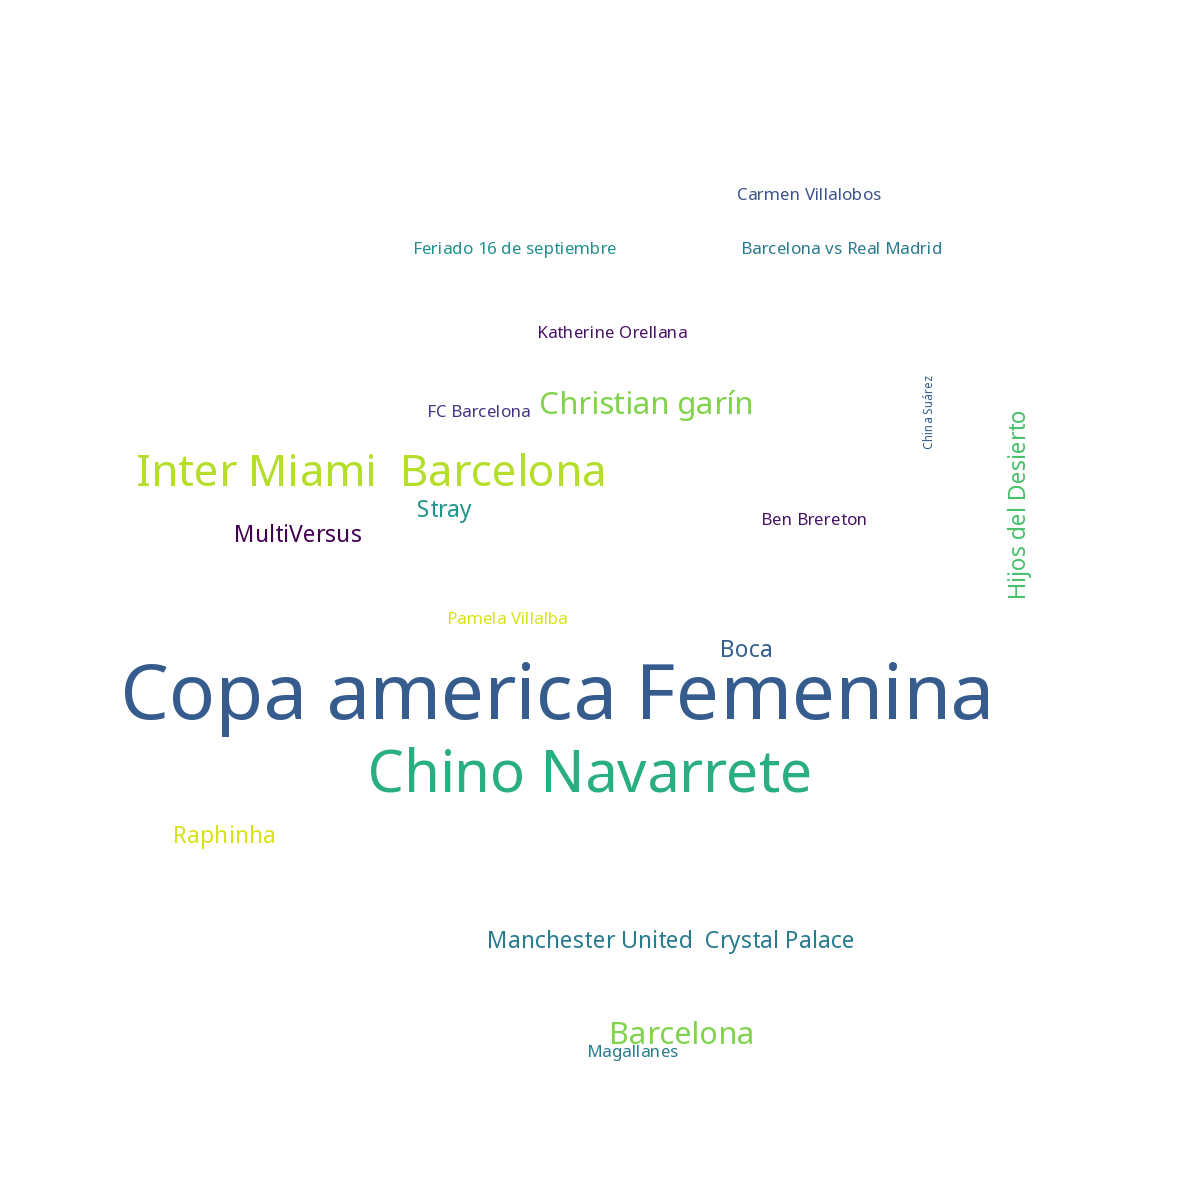 Carmen Villalobos
Feriado 16 de septiembre
Barcelona vs Real Madrid
Katherine Orellana
China Suárez
Christian garín
FC Barcelona
Hijos del Desierto
Inter Miami  Barcelona
Stray
Ben Brereton
MultiVersus
Pamela Villalba
Boca
Copa america Femenina
Chino Navarrete
Raphinha
Manchester United  Crystal Palace
Barcelona
Magallanes